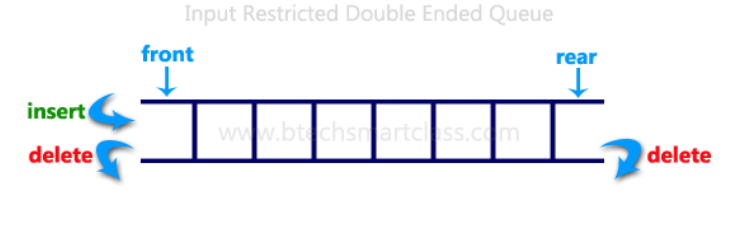 Input Restricted Double Ended Queue
front
rear
insert
www.btechsmartclass.com
delete
delete